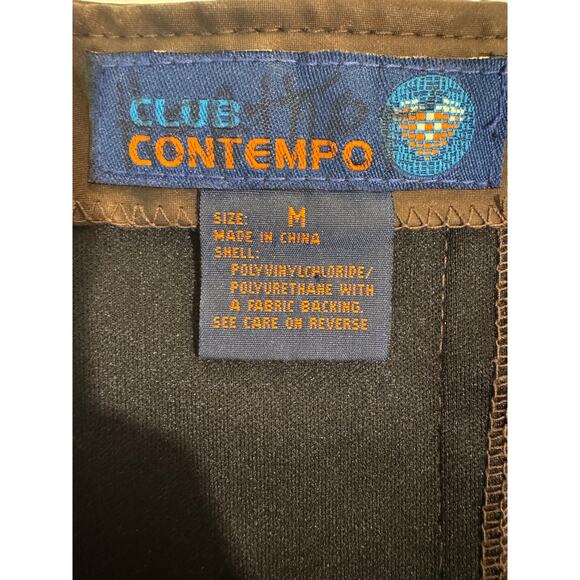 CLUB
CONTEMPO
SIZE: M
MADE IN CHINA
SHELL:
POLYVINYLCHLORIDE/
POLYURETHANE WITH
A FABRIC BACKING.
SEE CARE ON REVERSE